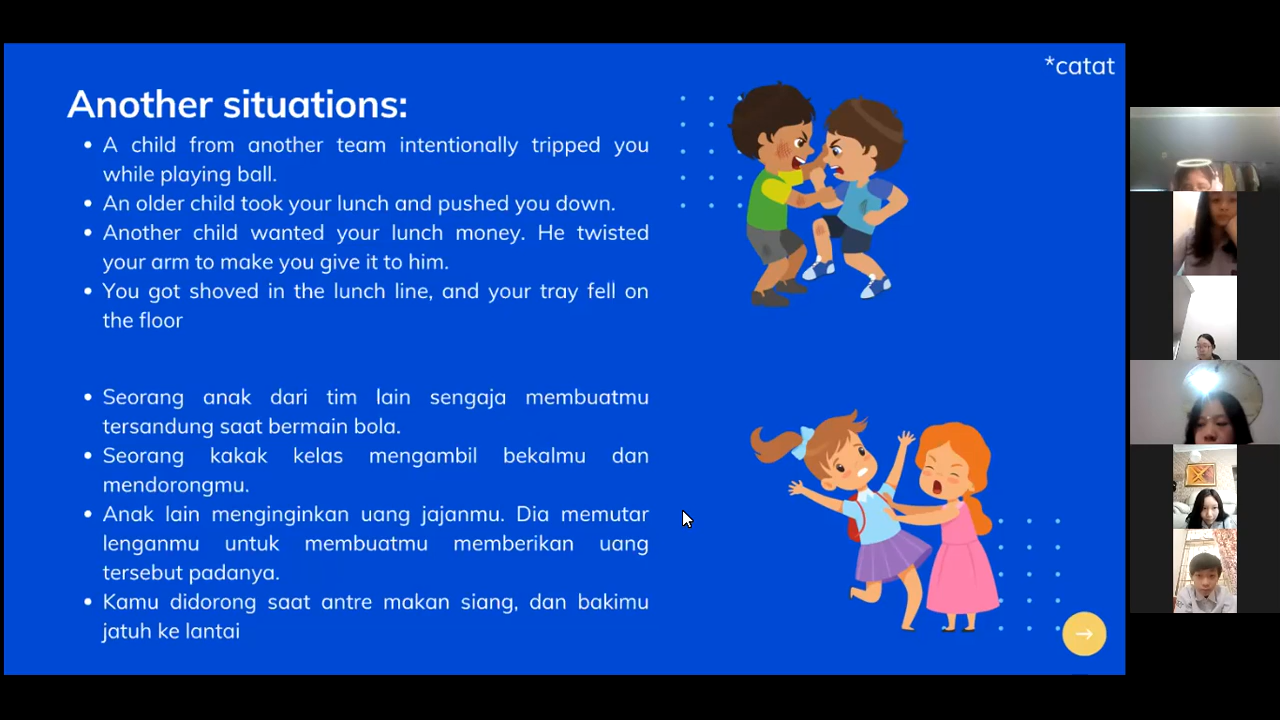 *catat
Another situations:
• A child from another team intentionally tripped you
while playing ball.
• An older child took your lunch and pushed you down.
• Another child wanted your lunch money. He twisted
your arm to make you give it to him.
• You got shoved in the lunch line, and your tray fell on
the floor
• Seorang anak dari tim lain sengaja membuatmu
tersandung saat bermain bola.
• Seorang kakak kelas mengambil bekalmu dan
mendorongmu.
• Anak lain menginginkan uang jajanmu. Dia memutar
lenganmu untuk membuatmu memberikan uang
tersebut padanya.
• Kamu didorong saat antre makan siang, dan bakimu
jatuh ke lantai